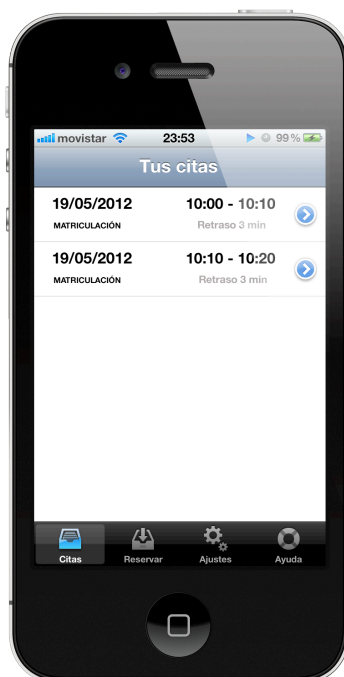 movistar 23:53 99 %
Tus citas
19/05/2012 10:00 - 10:10
MATRICULACIÓN Retraso 3 min
19/05/2012 10:10 - 10:20
MATRICULACIÓN Retraso 3 min
Citas Reservar Ajustes Ayuda